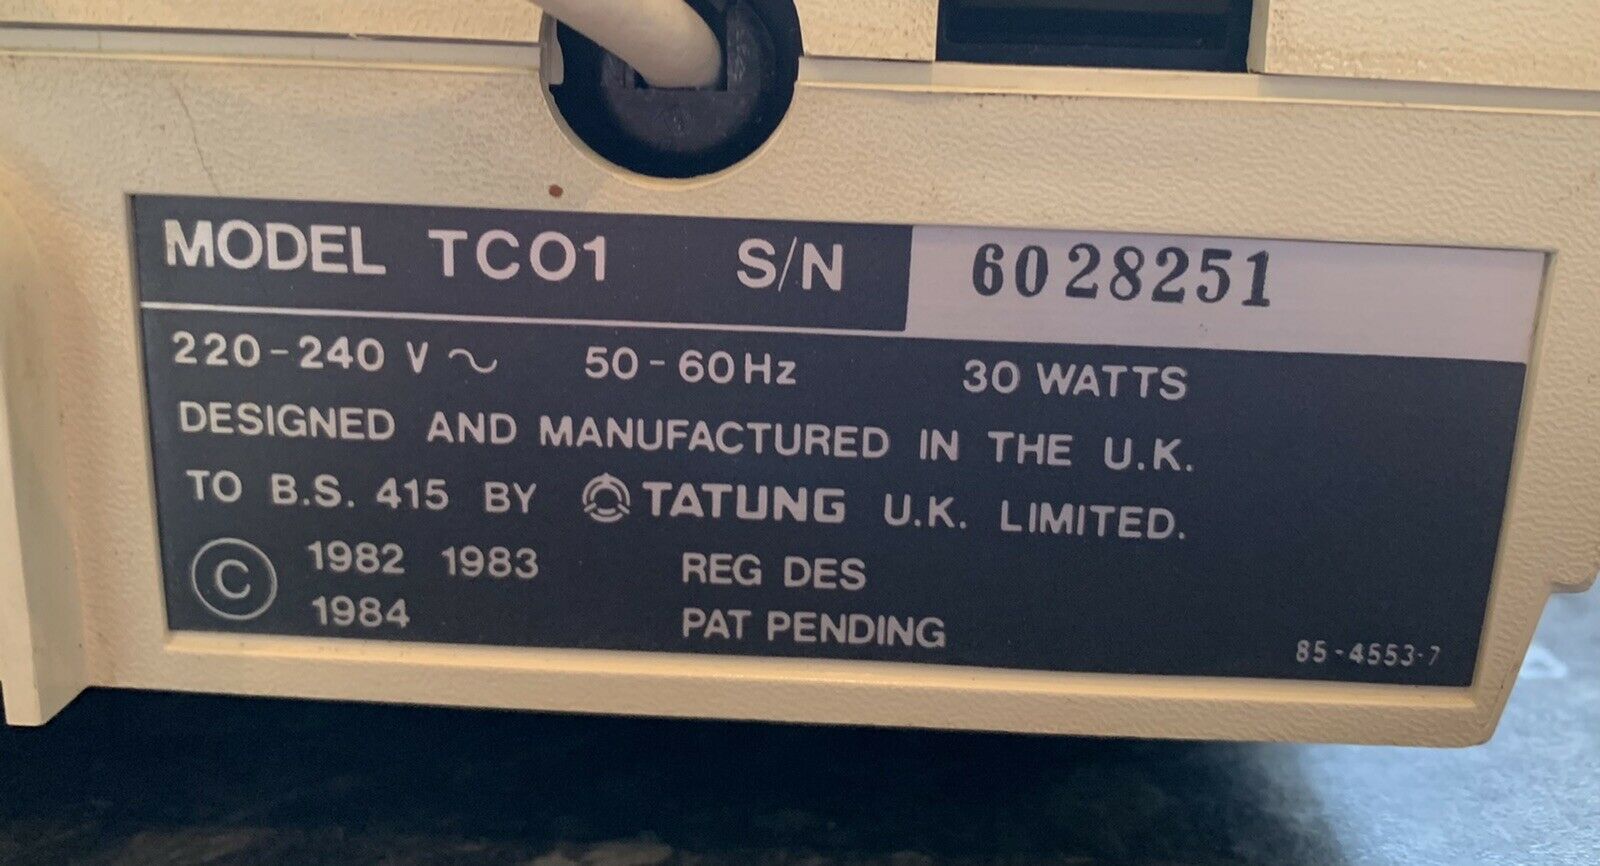 MODEL TC01 S/N 6028251
220-240 V ~ 50-60Hz 30 WATTS
DESIGNED AND MANUFACTURED IN THE U.K.
TO B.S. 415 BY TATUNG U.K. LIMITED.
© 1982 1983 REG DES
1984 PAT PENDING
85-4553-7